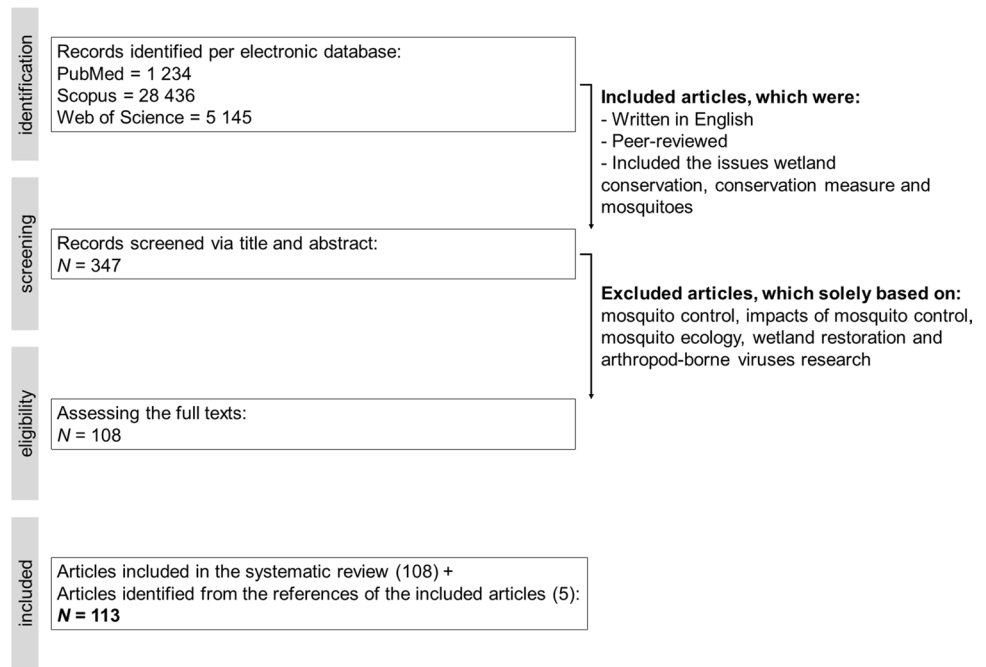 identification
Records identified per electronic database:
PubMed = 1 234
Scopus = 28 436
Web of Science = 5 145
Included articles, which were:
- Written in English
- Peer-reviewed
- Included the issues wetland
conservation, conservation measure and
mosquitoes
screening
Records screened via title and abstract:
N = 347
Excluded articles, which solely based on:
mosquito control, impacts of mosquito control,
mosquito ecology, wetland restoration and
arthropod-borne viruses research
eligibility
Assessing the full texts:
N = 108
included
Articles included in the systematic review (108) +
Articles identified from the references of the included articles (5):
N = 113